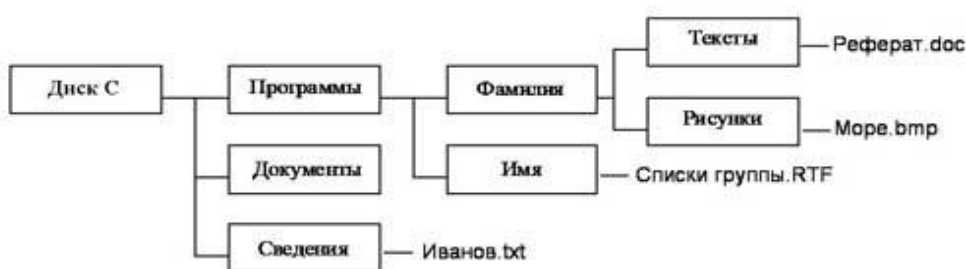 Тексты
Реферат.doc
Диск С
Программы
Фамилия
Рисунки
Море.bmp
Документы
Имя
Списки группы.RTF
Сведения
Иванов.txt